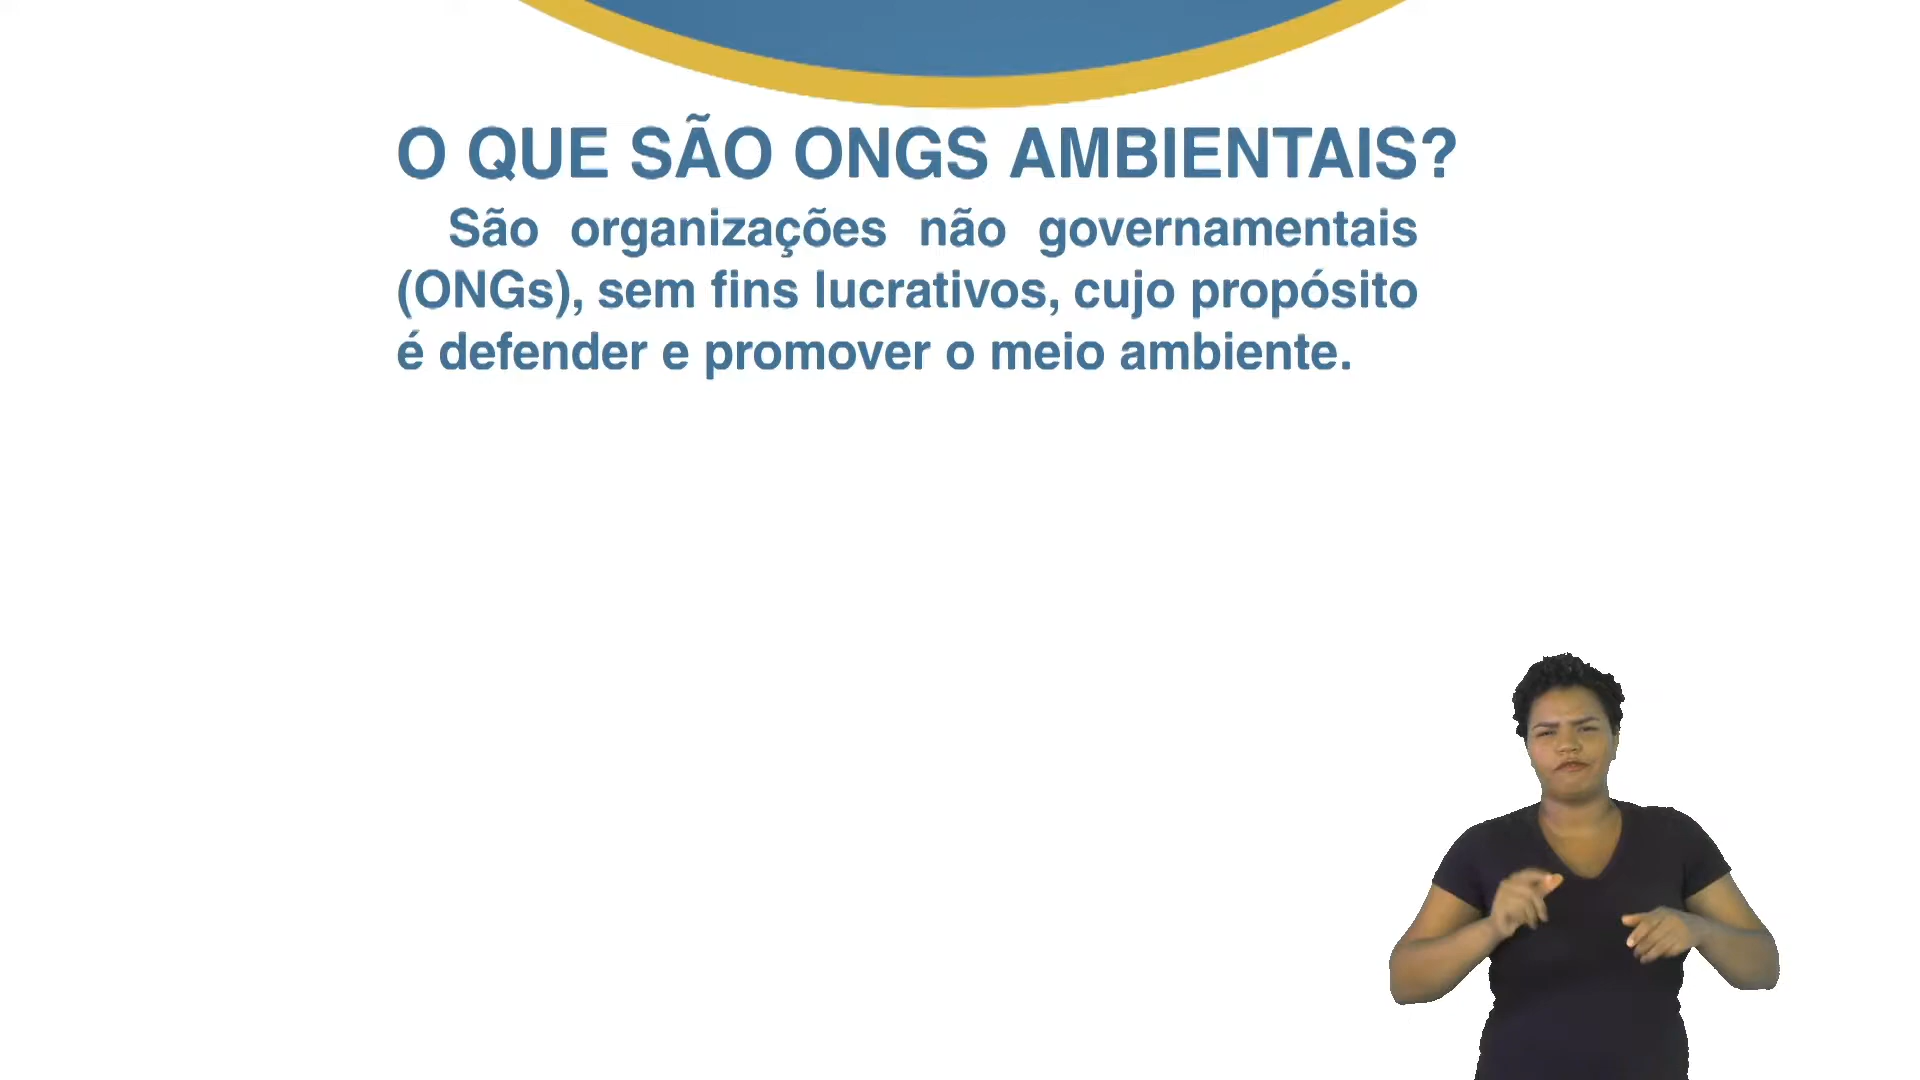 O QUE SÃO ONGS AMBIENTAIS?
São organizações não governamentais
(ONGs), sem fins lucrativos, cujo propósito
é defender e promover o meio ambiente.